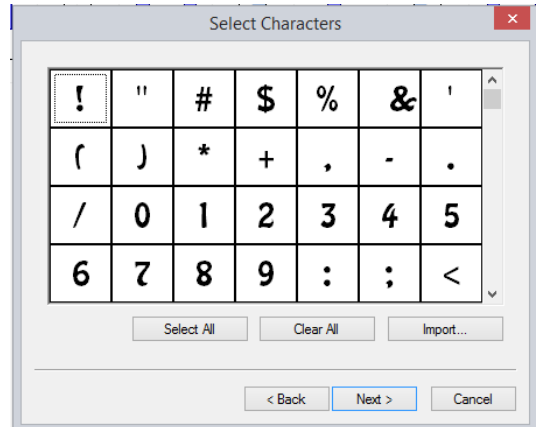 Select Characters
! " # $ % & '
( ) * + , - .
/ 0 1 2 3 4 5
6 7 8 9 : ; <
Select All Clear All Import...
< Back Next > Cancel